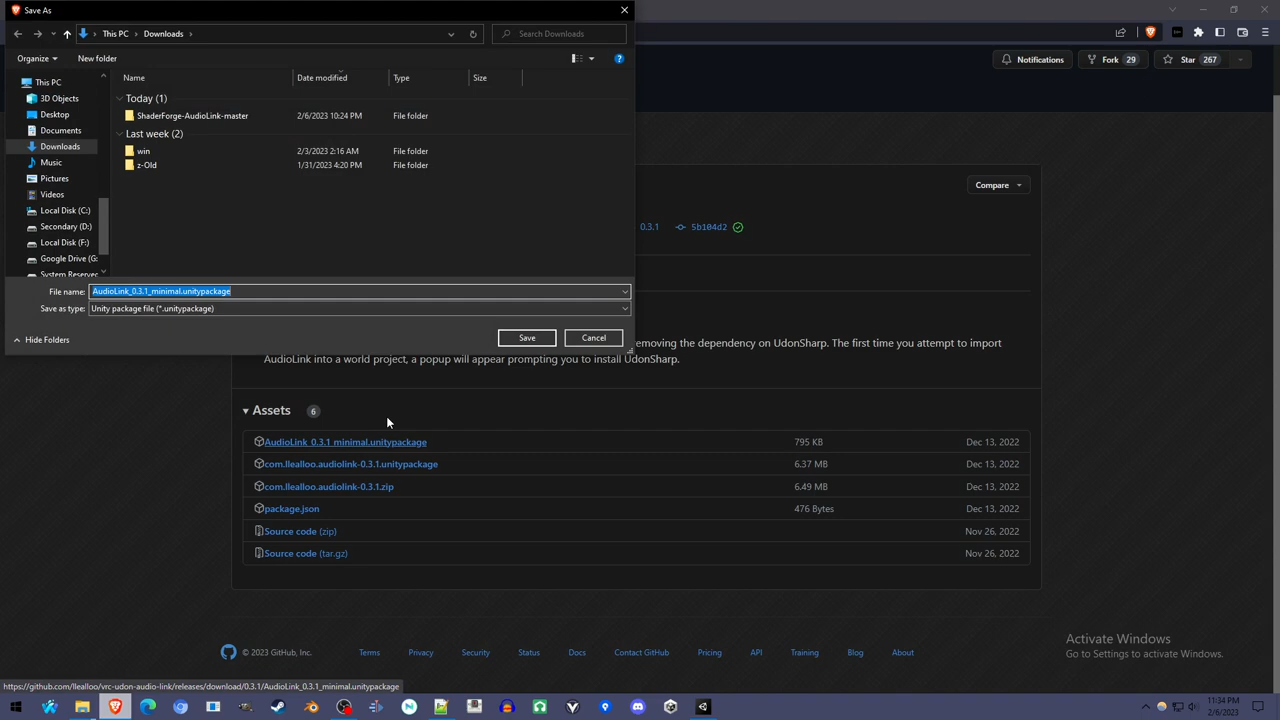 Save As
This PC > Downloads >
Search Downloads
Organize
New folder
Notifications
Fork 29
Star 267
This PC
3D Objects
Desktop
Documents
Downloads
Music
Pictures
Videos
Local Disk (C:)
Secondary (D:)
Local Disk (F:)
Google Drive (G:
System Reserved
Name Date modified Type Size
Today (1)
ShaderForge-AudioLink-master 2/6/2023 10:24 PM File folder
Last week (2)
win 2/3/2023 2:16 AM File folder
z-Old 1/31/2023 4:20 PM File folder
File name: AudioLink_0.3.1_minimal.unitypackage
Save as type: Unity package file (*.unitypackage)
Hide Folders
Save
Cancel
Compare
0.3.1 5b104d2
removing the dependency on UdonSharp. The first time you attempt to import
AudioLink into a world project, a popup will appear prompting you to install UdonSharp.
Assets 6
AudioLink_0.3.1_minimal.unitypackage 795 KB Dec 13, 2022
com.llealloo.audiolink-0.3.1.unitypackage 6.37 MB Dec 13, 2022
com.llealloo.audiolink-0.3.1.zip 6.49 MB Dec 13, 2022
package.json 476 Bytes Dec 13, 2022
Source code (zip) Nov 26, 2022
Source code (tar.gz) Nov 26, 2022
© 2023 GitHub, Inc. Terms Privacy Security Status Docs Contact GitHub Pricing API Training Blog About
Activate Windows
Go to Settings to activate Windows.
https://github.com/llealloo/vrc-udon-audio-link/releases/download/0.3.1/AudioLink_0.3.1_minimal.unitypackage
11:34 PM
2/6/2023